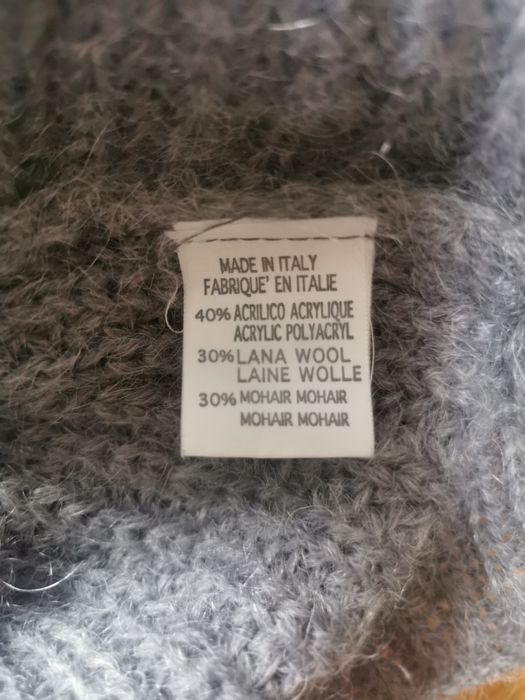 MADE IN ITALY
FABRIQUE' EN ITALIE
40% ACRILICO ACRYLIQUE
ACRYLIC POLYACRYL
30% LANA WOOL
LAINE WOLLE
30% MOHAIR MOHAIR
MOHAIR MOHAIR